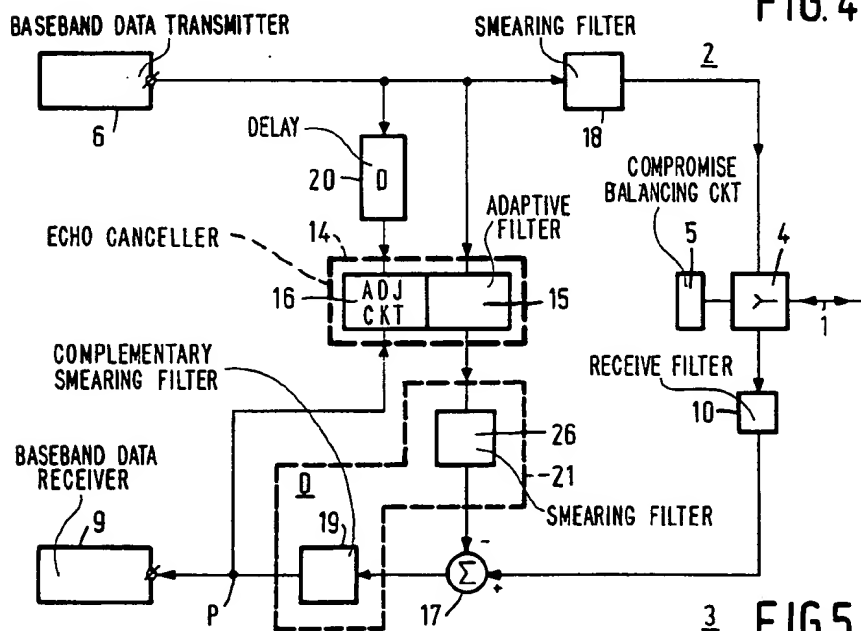 FIG. 4
BASEBAND DATA TRANSMITTER
6
SMEARING FILTER
18
2
DELAY
20
D
COMPROMISE
BALANCING CKT
5
4
1
ECHO CANCELLER
14
ADAPTIVE
FILTER
16
ADJ
CKT
15
COMPLEMENTARY
SMEARING FILTER
RECEIVE FILTER
10
26
21
SMEARING FILTER
BASEBAND DATA
RECEIVER
9
D
19
P
-
Σ
+
17
3
FIG.5